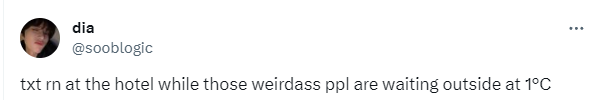 dia
@sooblogic
txt rn at the hotel while those weirdass ppl are waiting outside at 1°C